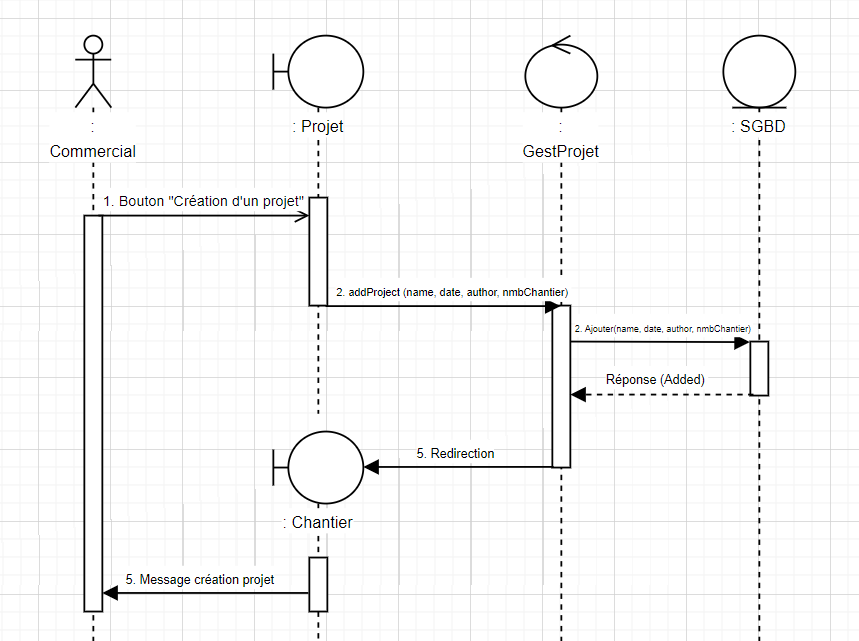 : Projet
: SGBD
:
Commercial
:
GestProjet
1. Bouton "Création d'un projet"
2. addProject (name, date, author, nmbChantier)
2. Ajouter(name, date, author, nmbChantier)
Réponse (Added)
5. Redirection
: Chantier
5. Message création projet